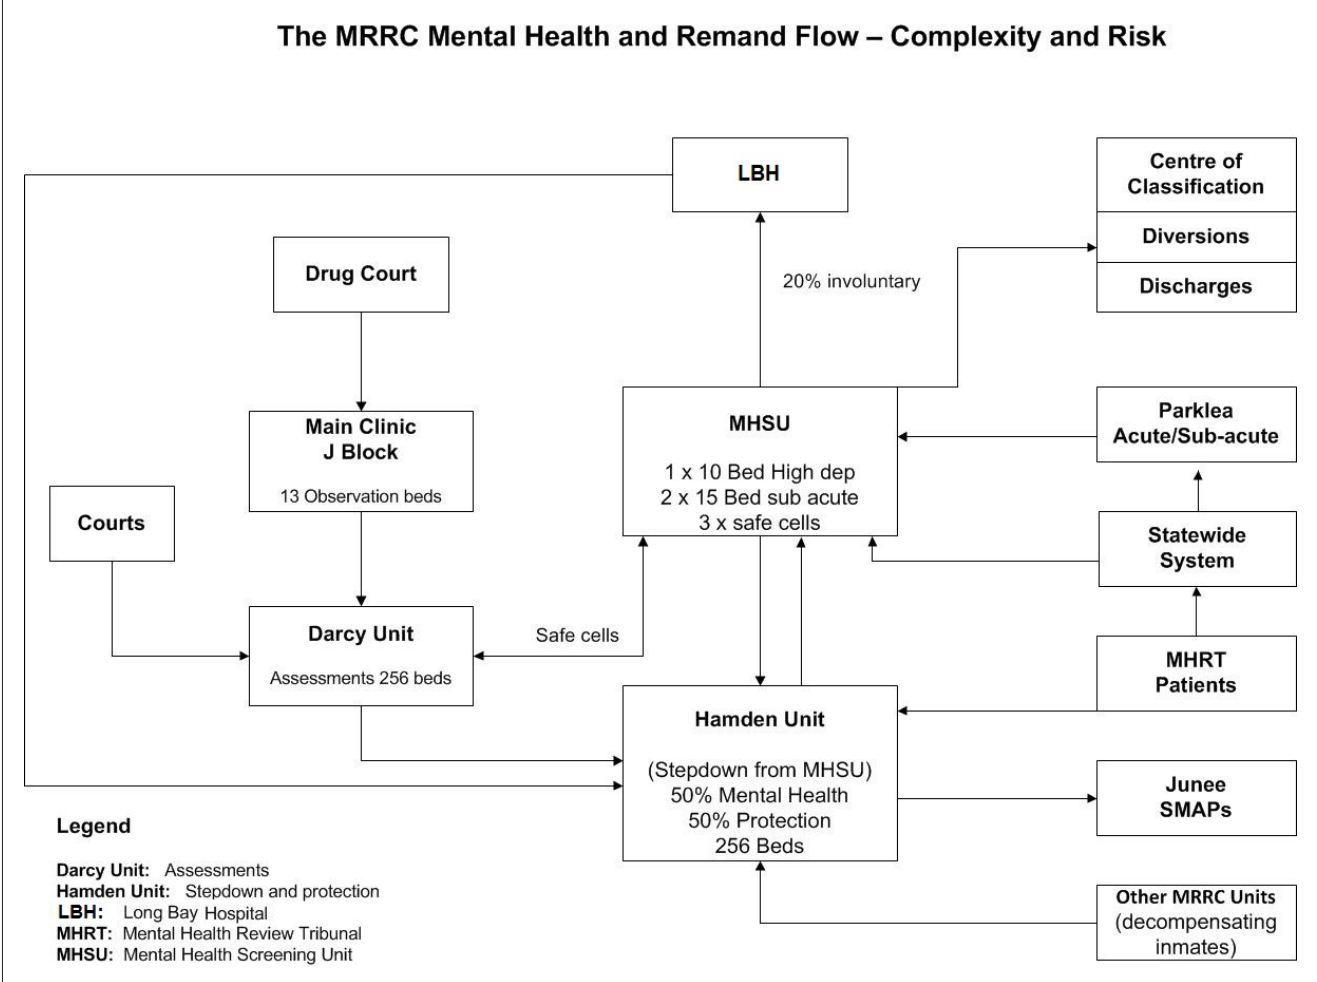 The MRRC Mental Health and Remand Flow – Complexity and Risk
LBH
Centre of
Classification
Diversions
Discharges
Drug Court
20% involuntary
Main Clinic
J Block
13 Observation beds
MHSU
1 x 10 Bed High dep
2 x 15 Bed sub acute
3 x safe cells
Parklea
Acute/Sub-acute
Courts
Statewide
System
Darcy Unit
Assessments 256 beds
Safe cells
MHRT
Patients
Hamden Unit
(Stepdown from MHSU)
50% Mental Health
50% Protection
256 Beds
Junee
SMAPs
Other MRRC Units
(decompensating
inmates)
Legend
Darcy Unit: Assessments
Hamden Unit: Stepdown and protection
LBH: Long Bay Hospital
MHRT: Mental Health Review Tribunal
MHSU: Mental Health Screening Unit